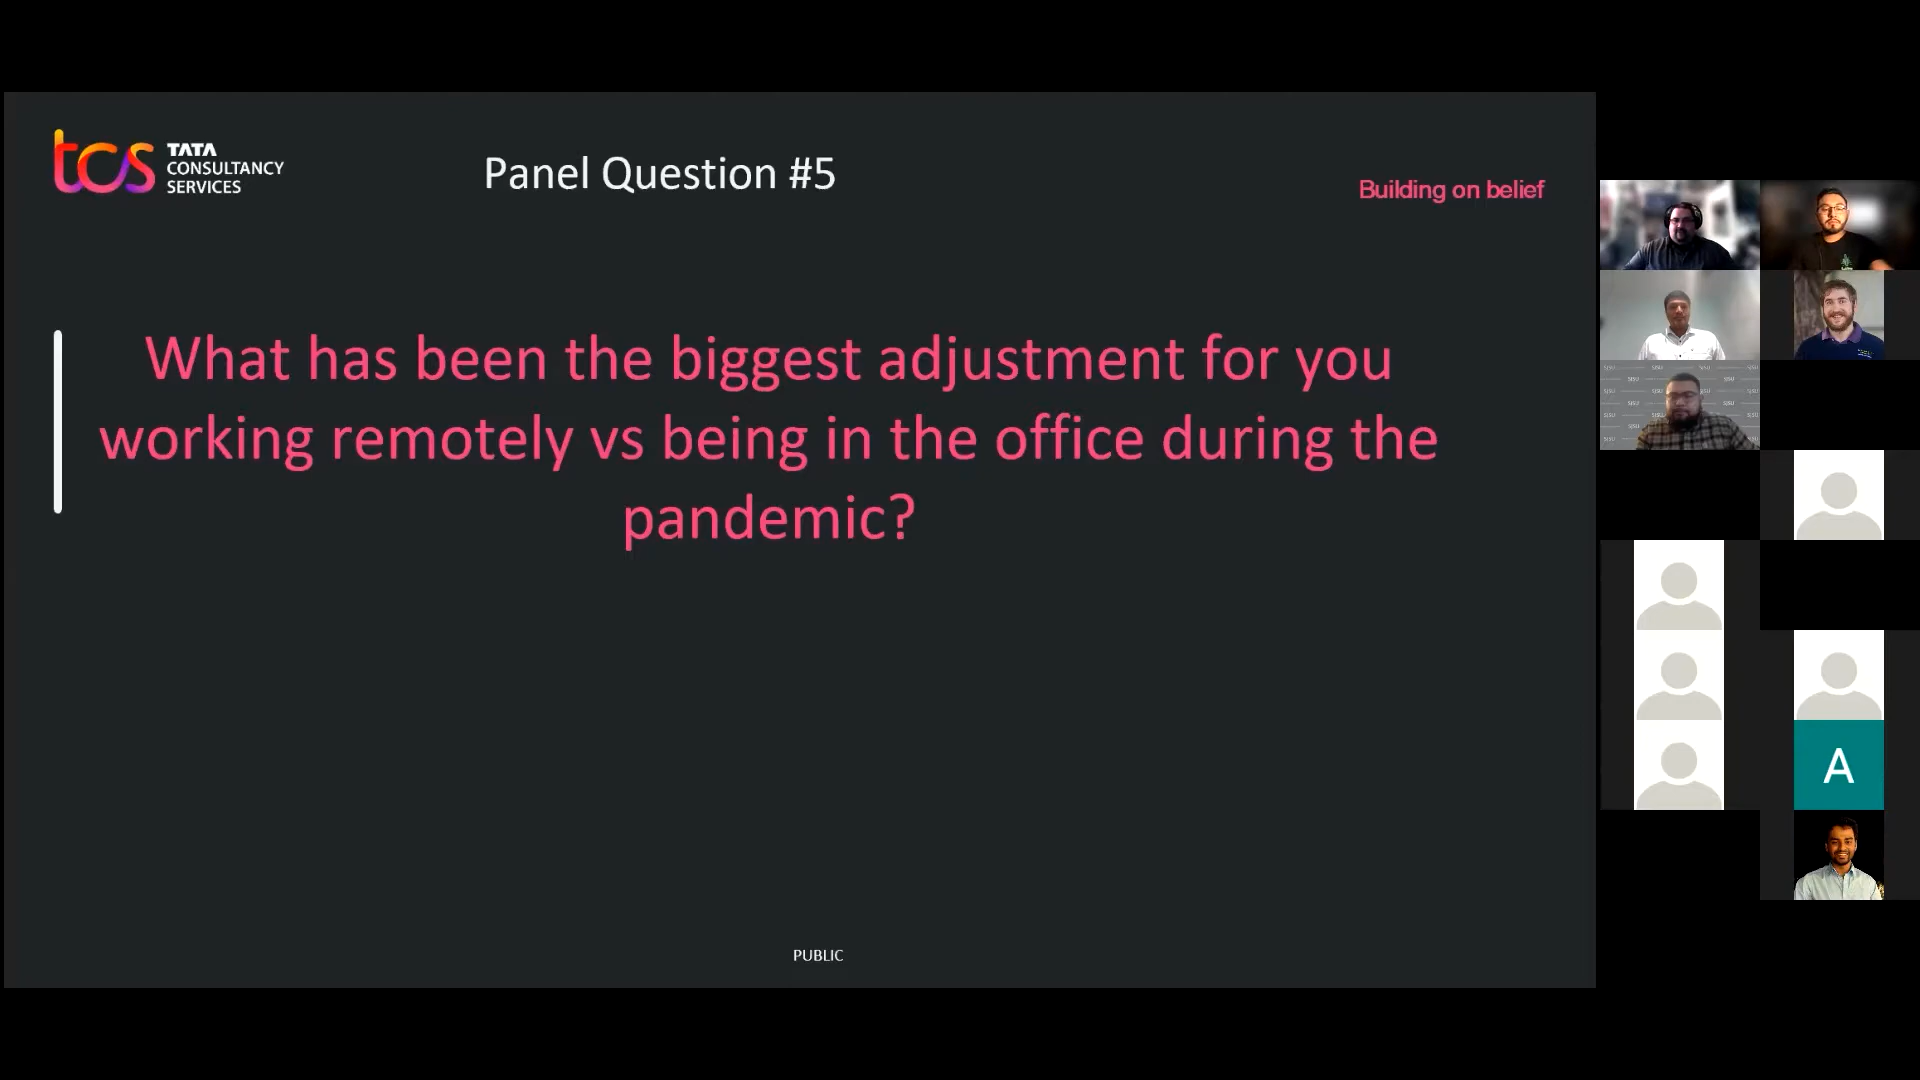 tcs TATA
CONSULTANCY
SERVICES
Panel Question #5
Building on belief
What has been the biggest adjustment for you
working remotely vs being in the office during the
pandemic?
PUBLIC
SJSU
A